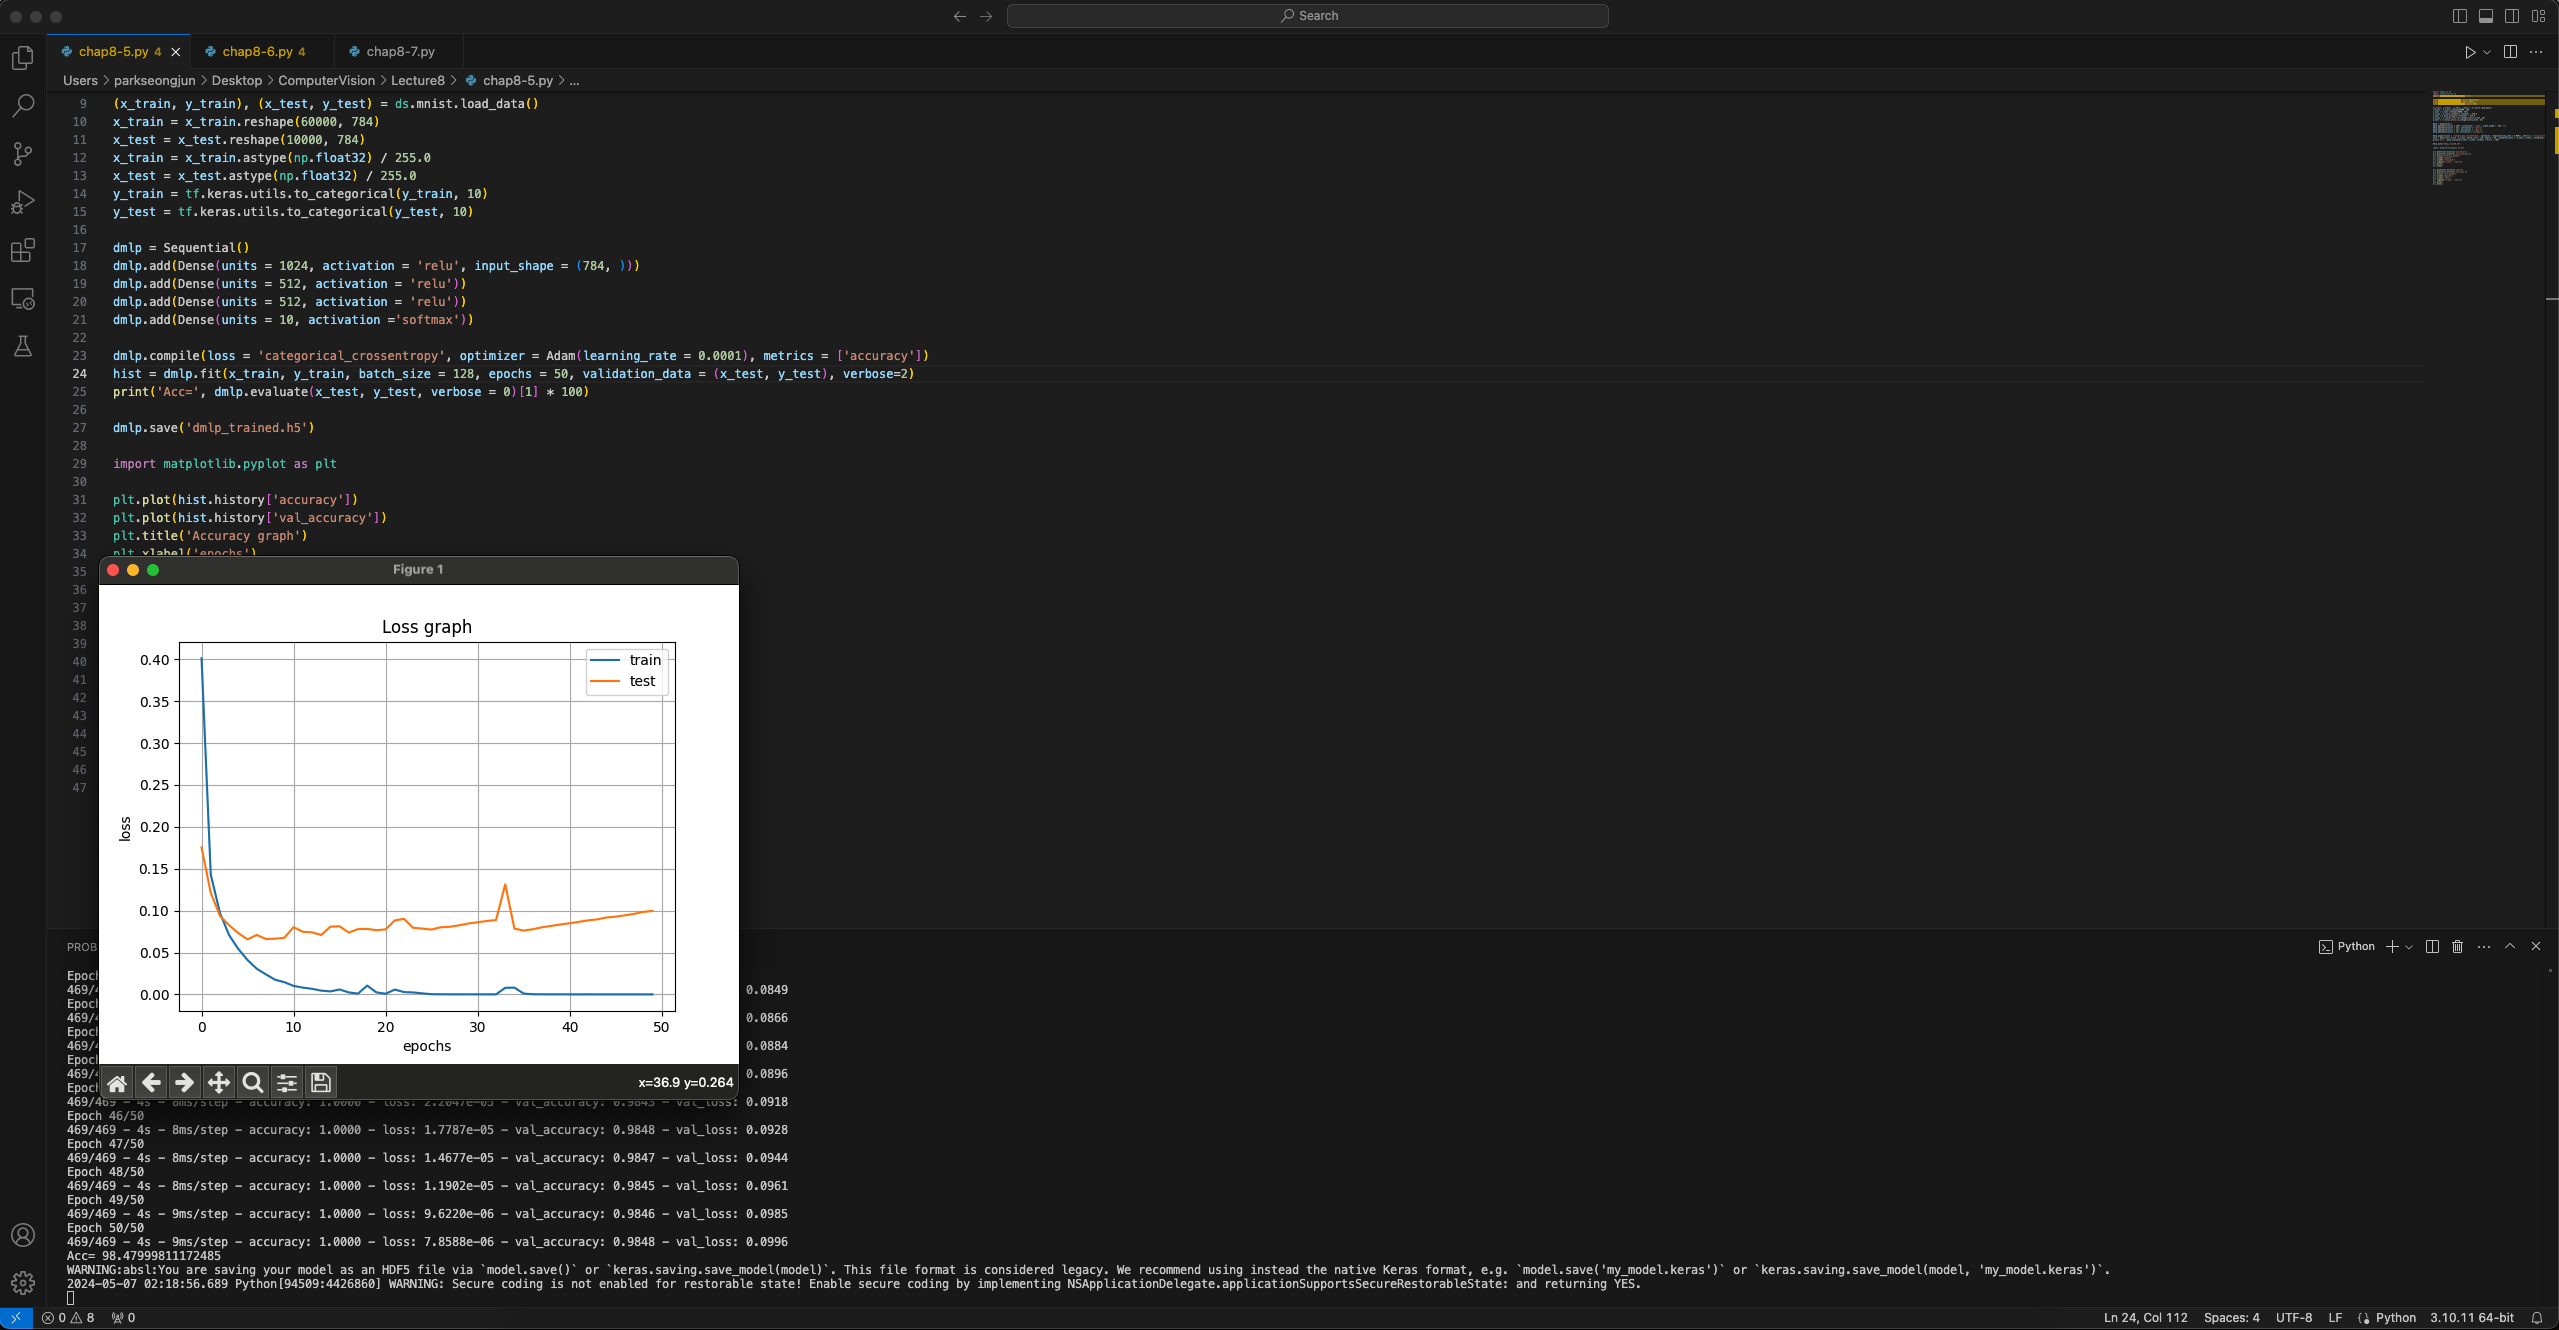 Search
chap8-5.py 4
chap8-6.py 4
chap8-7.py
Users > parkseongjun > Desktop > ComputerVision > Lecture8 > chap8-5.py > ...
9 (x_train, y_train), (x_test, y_test) = ds.mnist.load_data()
10 x_train = x_train.reshape(60000, 784)
11 x_test = x_test.reshape(10000, 784)
12 x_train = x_train.astype(np.float32) / 255.0
13 x_test = x_test.astype(np.float32) / 255.0
14 y_train = tf.keras.utils.to_categorical(y_train, 10)
15 y_test = tf.keras.utils.to_categorical(y_test, 10)
16
17 dmlp = Sequential()
18 dmlp.add(Dense(units = 1024, activation = 'relu', input_shape = (784, )))
19 dmlp.add(Dense(units = 512, activation = 'relu'))
20 dmlp.add(Dense(units = 512, activation = 'relu'))
21 dmlp.add(Dense(units = 10, activation ='softmax'))
22
23 dmlp.compile(loss = 'categorical_crossentropy', optimizer = Adam(learning_rate = 0.0001), metrics = ['accuracy'])
24 hist = dmlp.fit(x_train, y_train, batch_size = 128, epochs = 50, validation_data = (x_test, y_test), verbose=2)
25 print('Acc=', dmlp.evaluate(x_test, y_test, verbose = 0)[1] * 100)
26
27 dmlp.save('dmlp_trained.h5')
28
29 import matplotlib.pyplot as plt
30
31 plt.plot(hist.history['accuracy'])
32 plt.plot(hist.history['val_accuracy'])
33 plt.title('Accuracy graph')
34 plt.xlabel('epochs')
35
36
37
38
39
40
41
42
43
44
45
46
47
Figure 1
Loss graph
train
test
0.40
0.35
0.30
0.25
0.20
0.15
0.10
0.05
0.00
loss
0 10 20 30 40 50
epochs
x=36.9 y=0.264
PROB
Python
Epoch
469/4 0.0849
Epoch
469/4 0.0866
Epoch
469/4 0.0884
Epoch
469/4 0.0896
Epoch
469/469 - 4s - 8ms/step - accuracy: 1.0000 - loss: 2.2047e-05 - val_accuracy: 0.9843 - val_loss: 0.0918
Epoch 46/50
469/469 - 4s - 8ms/step - accuracy: 1.0000 - loss: 1.7787e-05 - val_accuracy: 0.9848 - val_loss: 0.0928
Epoch 47/50
469/469 - 4s - 8ms/step - accuracy: 1.0000 - loss: 1.4677e-05 - val_accuracy: 0.9847 - val_loss: 0.0944
Epoch 48/50
469/469 - 4s - 8ms/step - accuracy: 1.0000 - loss: 1.1902e-05 - val_accuracy: 0.9845 - val_loss: 0.0961
Epoch 49/50
469/469 - 4s - 9ms/step - accuracy: 1.0000 - loss: 9.6220e-06 - val_accuracy: 0.9846 - val_loss: 0.0985
Epoch 50/50
469/469 - 4s - 9ms/step - accuracy: 1.0000 - loss: 7.8588e-06 - val_accuracy: 0.9848 - val_loss: 0.0996
Acc= 98.47999811172485
WARNING:absl:You are saving your model as an HDF5 file via `model.save()` or `keras.saving.save_model(model)`. This file format is considered legacy. We recommend using instead the native Keras format, e.g. `model.save('my_model.keras')` or `keras.saving.save_model(model, 'my_model.keras')`.
2024-05-07 02:18:56.689 Python[94509:4426860] WARNING: Secure coding is not enabled for restorable state! Enable secure coding by implementing NSApplicationDelegate.applicationSupportsSecureRestorableState: and returning YES.
0 8 0 Ln 24, Col 112 Spaces: 4 UTF-8 LF Python 3.10.11 64-bit